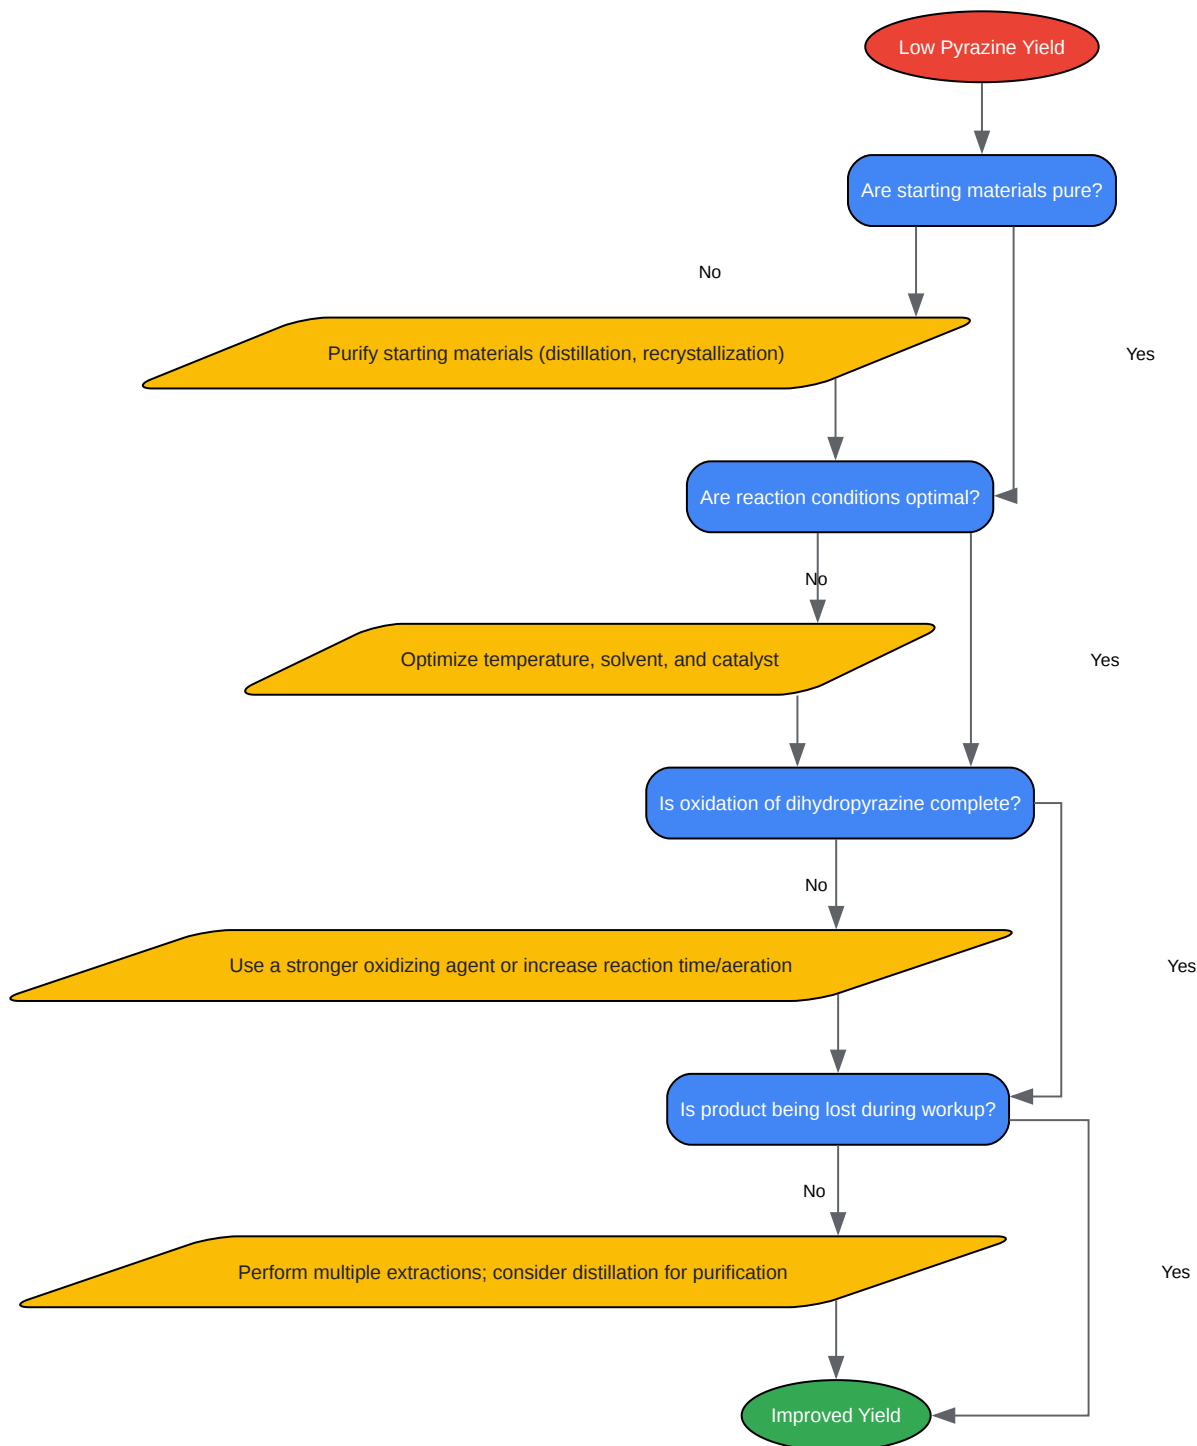 Low Pyrazine Yield
Are starting materials pure?
No
Purify starting materials (distillation, recrystallization)
Yes
Are reaction conditions optimal?
No
Optimize temperature, solvent, and catalyst
Yes
Is oxidation of dihydropyrazine complete?
No
Use a stronger oxidizing agent or increase reaction time/aeration
Yes
Is product being lost during workup?
No
Perform multiple extractions; consider distillation for purification
Yes
Improved Yield